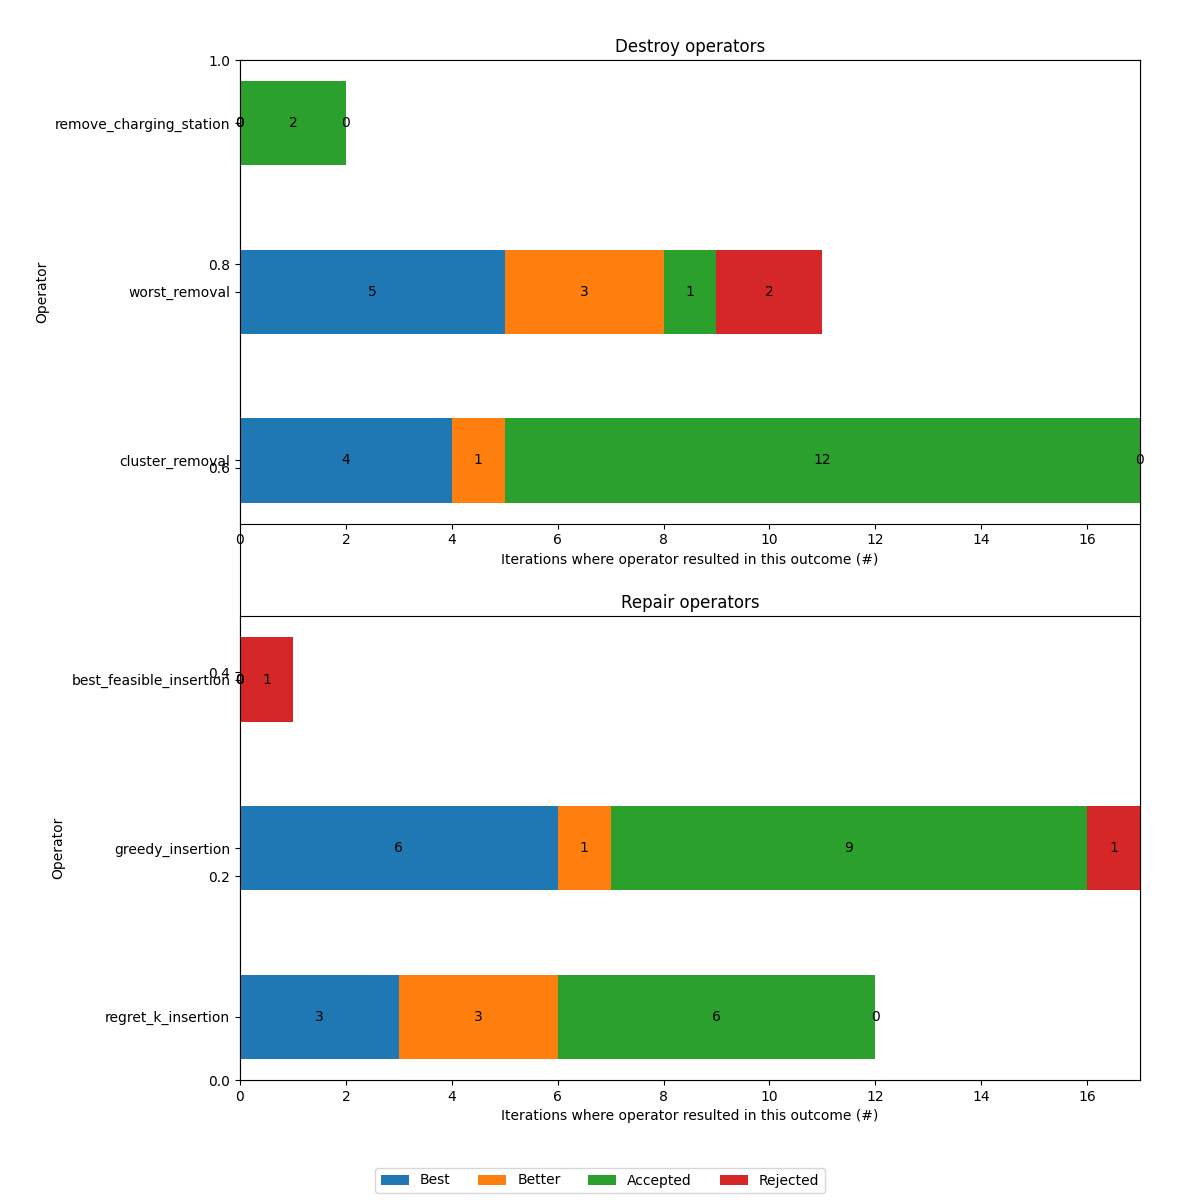 Destroy operators
1.0
remove_charging_station 0 2 0
0.8
Operator
worst_removal 5 3 1 2
cluster_removal 4 1 12 0
0.6
0 2 4 6 8 10 12 14 16
Iterations where operator resulted in this outcome (#)
Repair operators
0.4
best_feasible_insertion 0 1
Operator
greedy_insertion 6 1 9 1
0.2
regret_k_insertion 3 3 6 0
0.0
0 2 4 6 8 10 12 14 16
Iterations where operator resulted in this outcome (#)
Best Better Accepted Rejected